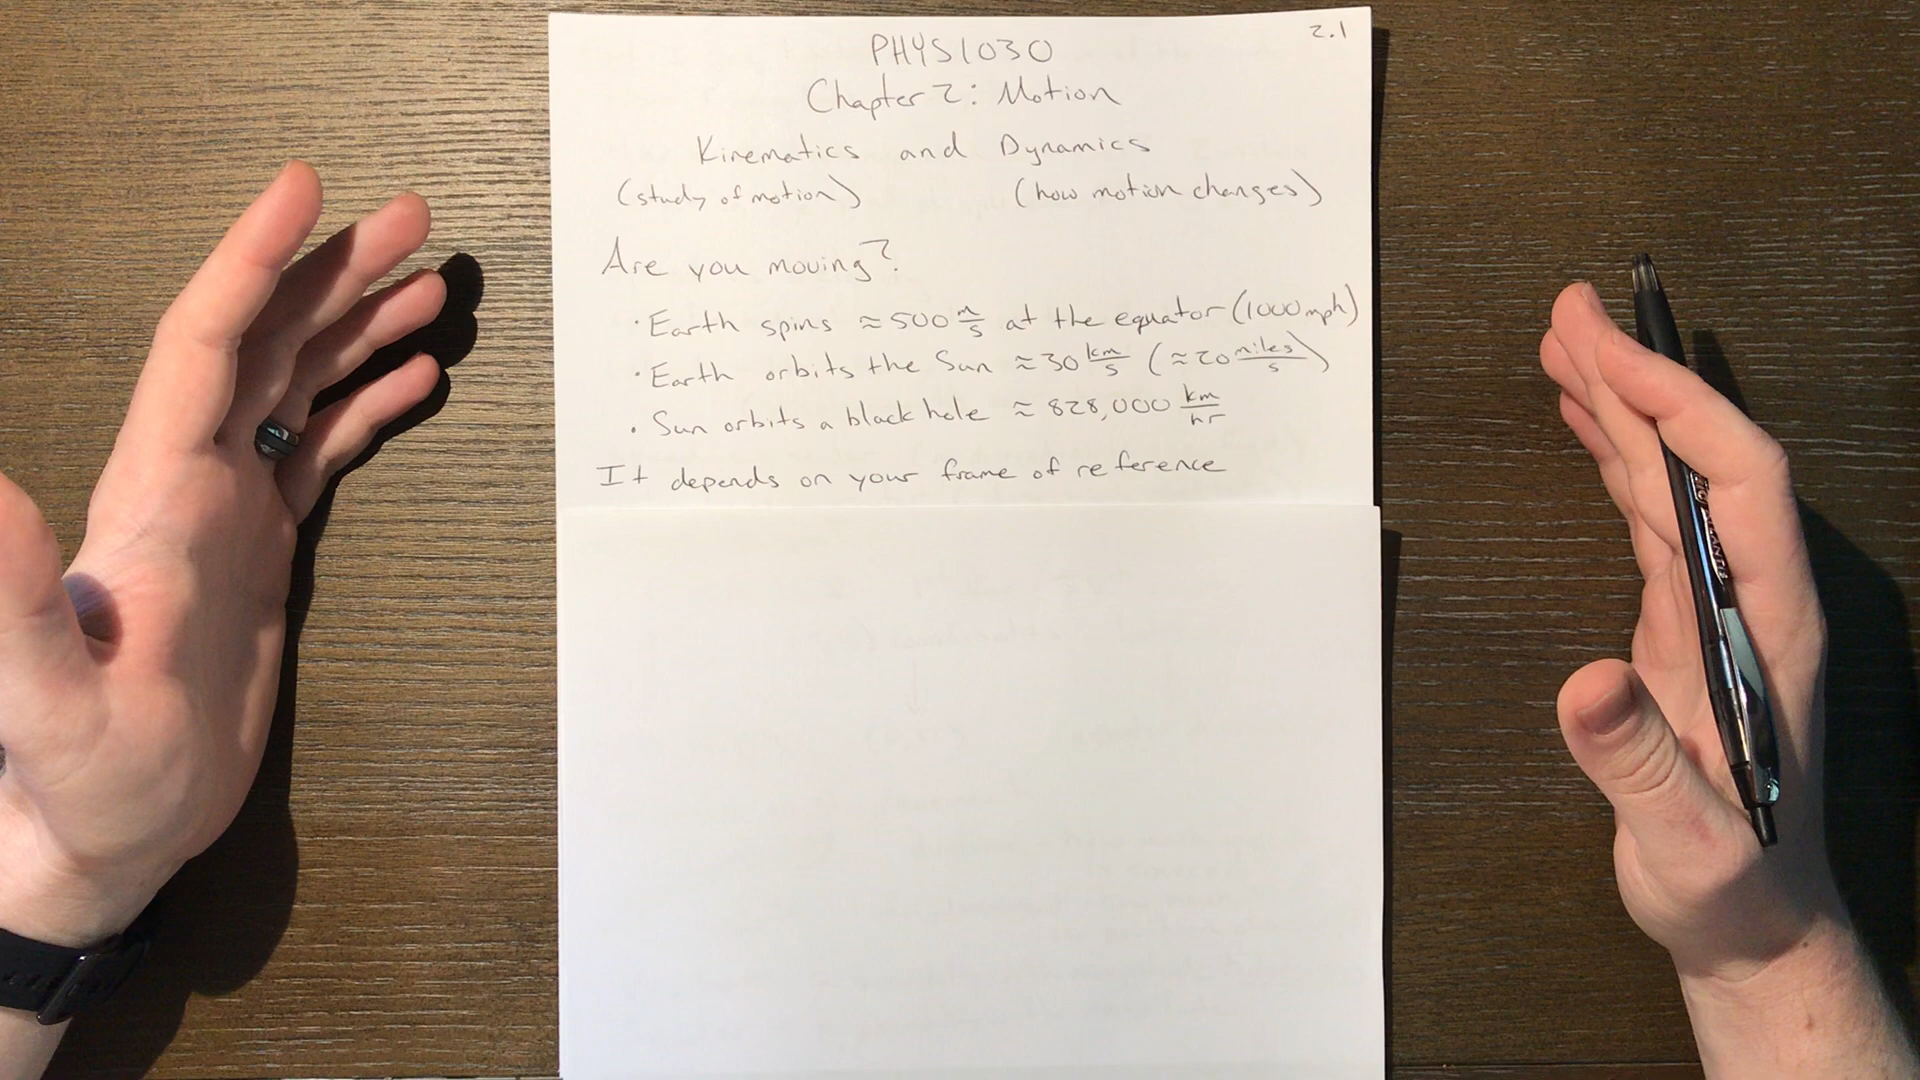 2.1
PHYS1030
Chapter 2: Motion
Kinematics and Dynamics
(study of motion) (how motion changes)
Are you moving?
· Earth spins ≈ 500 m/s at the equator (1000 mph)
· Earth orbits the Sun ≈ 30 km/s (≈ 20 miles/s)
· Sun orbits a black hole ≈ 828,000 km/hr
It depends on your frame of reference